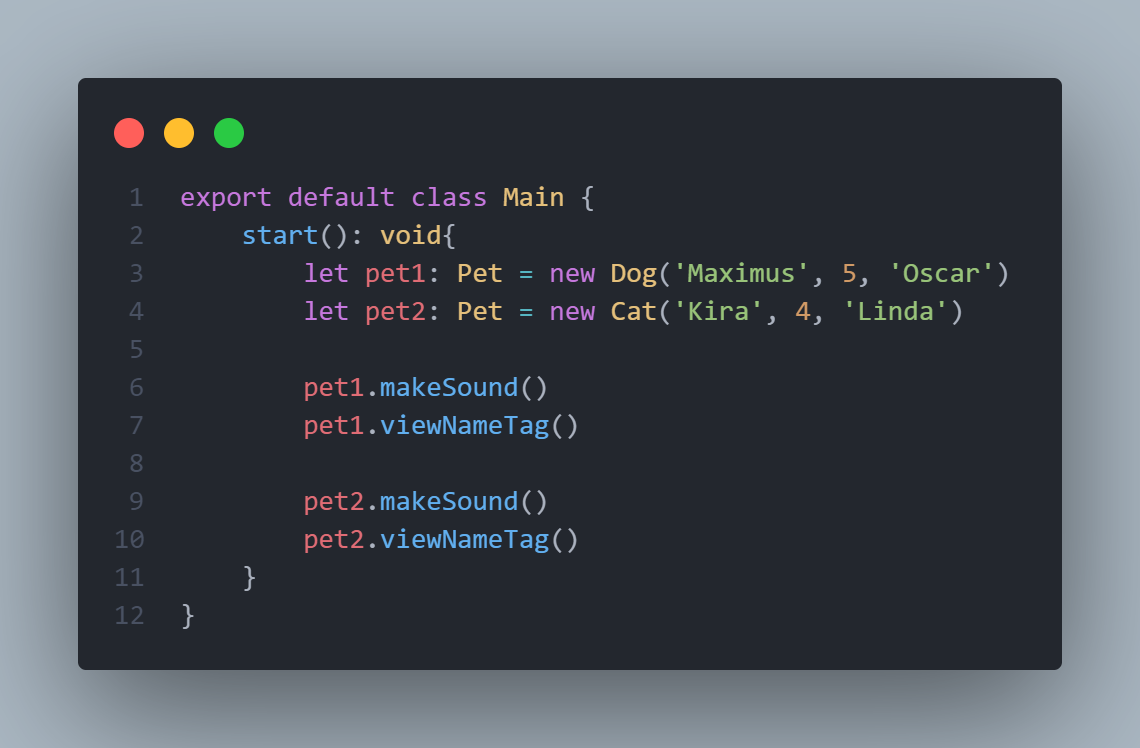 1 export default class Main {
2     start(): void{
3         let pet1: Pet = new Dog('Maximus', 5, 'Oscar')
4         let pet2: Pet = new Cat('Kira', 4, 'Linda')
5
6         pet1.makeSound()
7         pet1.viewNameTag()
8
9         pet2.makeSound()
10         pet2.viewNameTag()
11     }
12 }